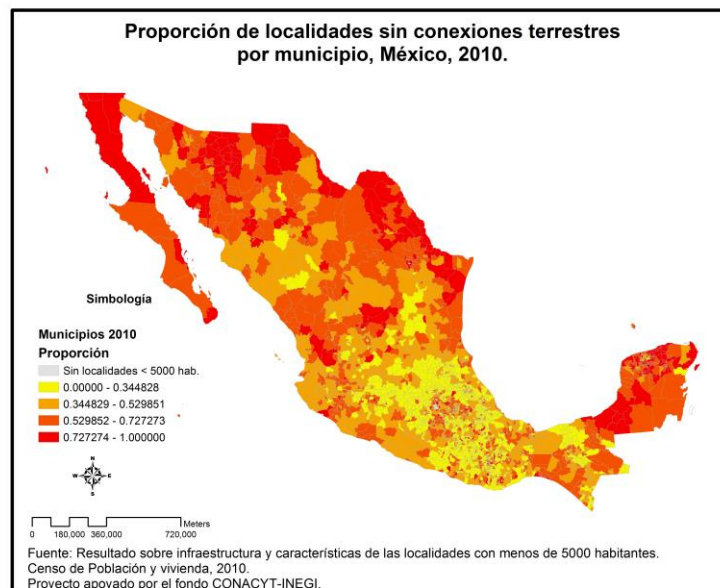 Proporción de localidades sin conexiones terrestres
por municipio, México, 2010.
Simbología
Municipios 2010
Proporción
Sin localidades < 5000 hab.
0.00000 - 0.344828
0.344829 - 0.529851
0.529852 - 0.727273
0.727274 - 1.000000
N
W E
S
Meters
0 180,000 360,000 720,000
Fuente: Resultado sobre infraestructura y características de las localidades con menos de 5000 habitantes.
Censo de Población y vivienda, 2010.
Proyecto apoyado por el fondo CONACYT-INEGI.